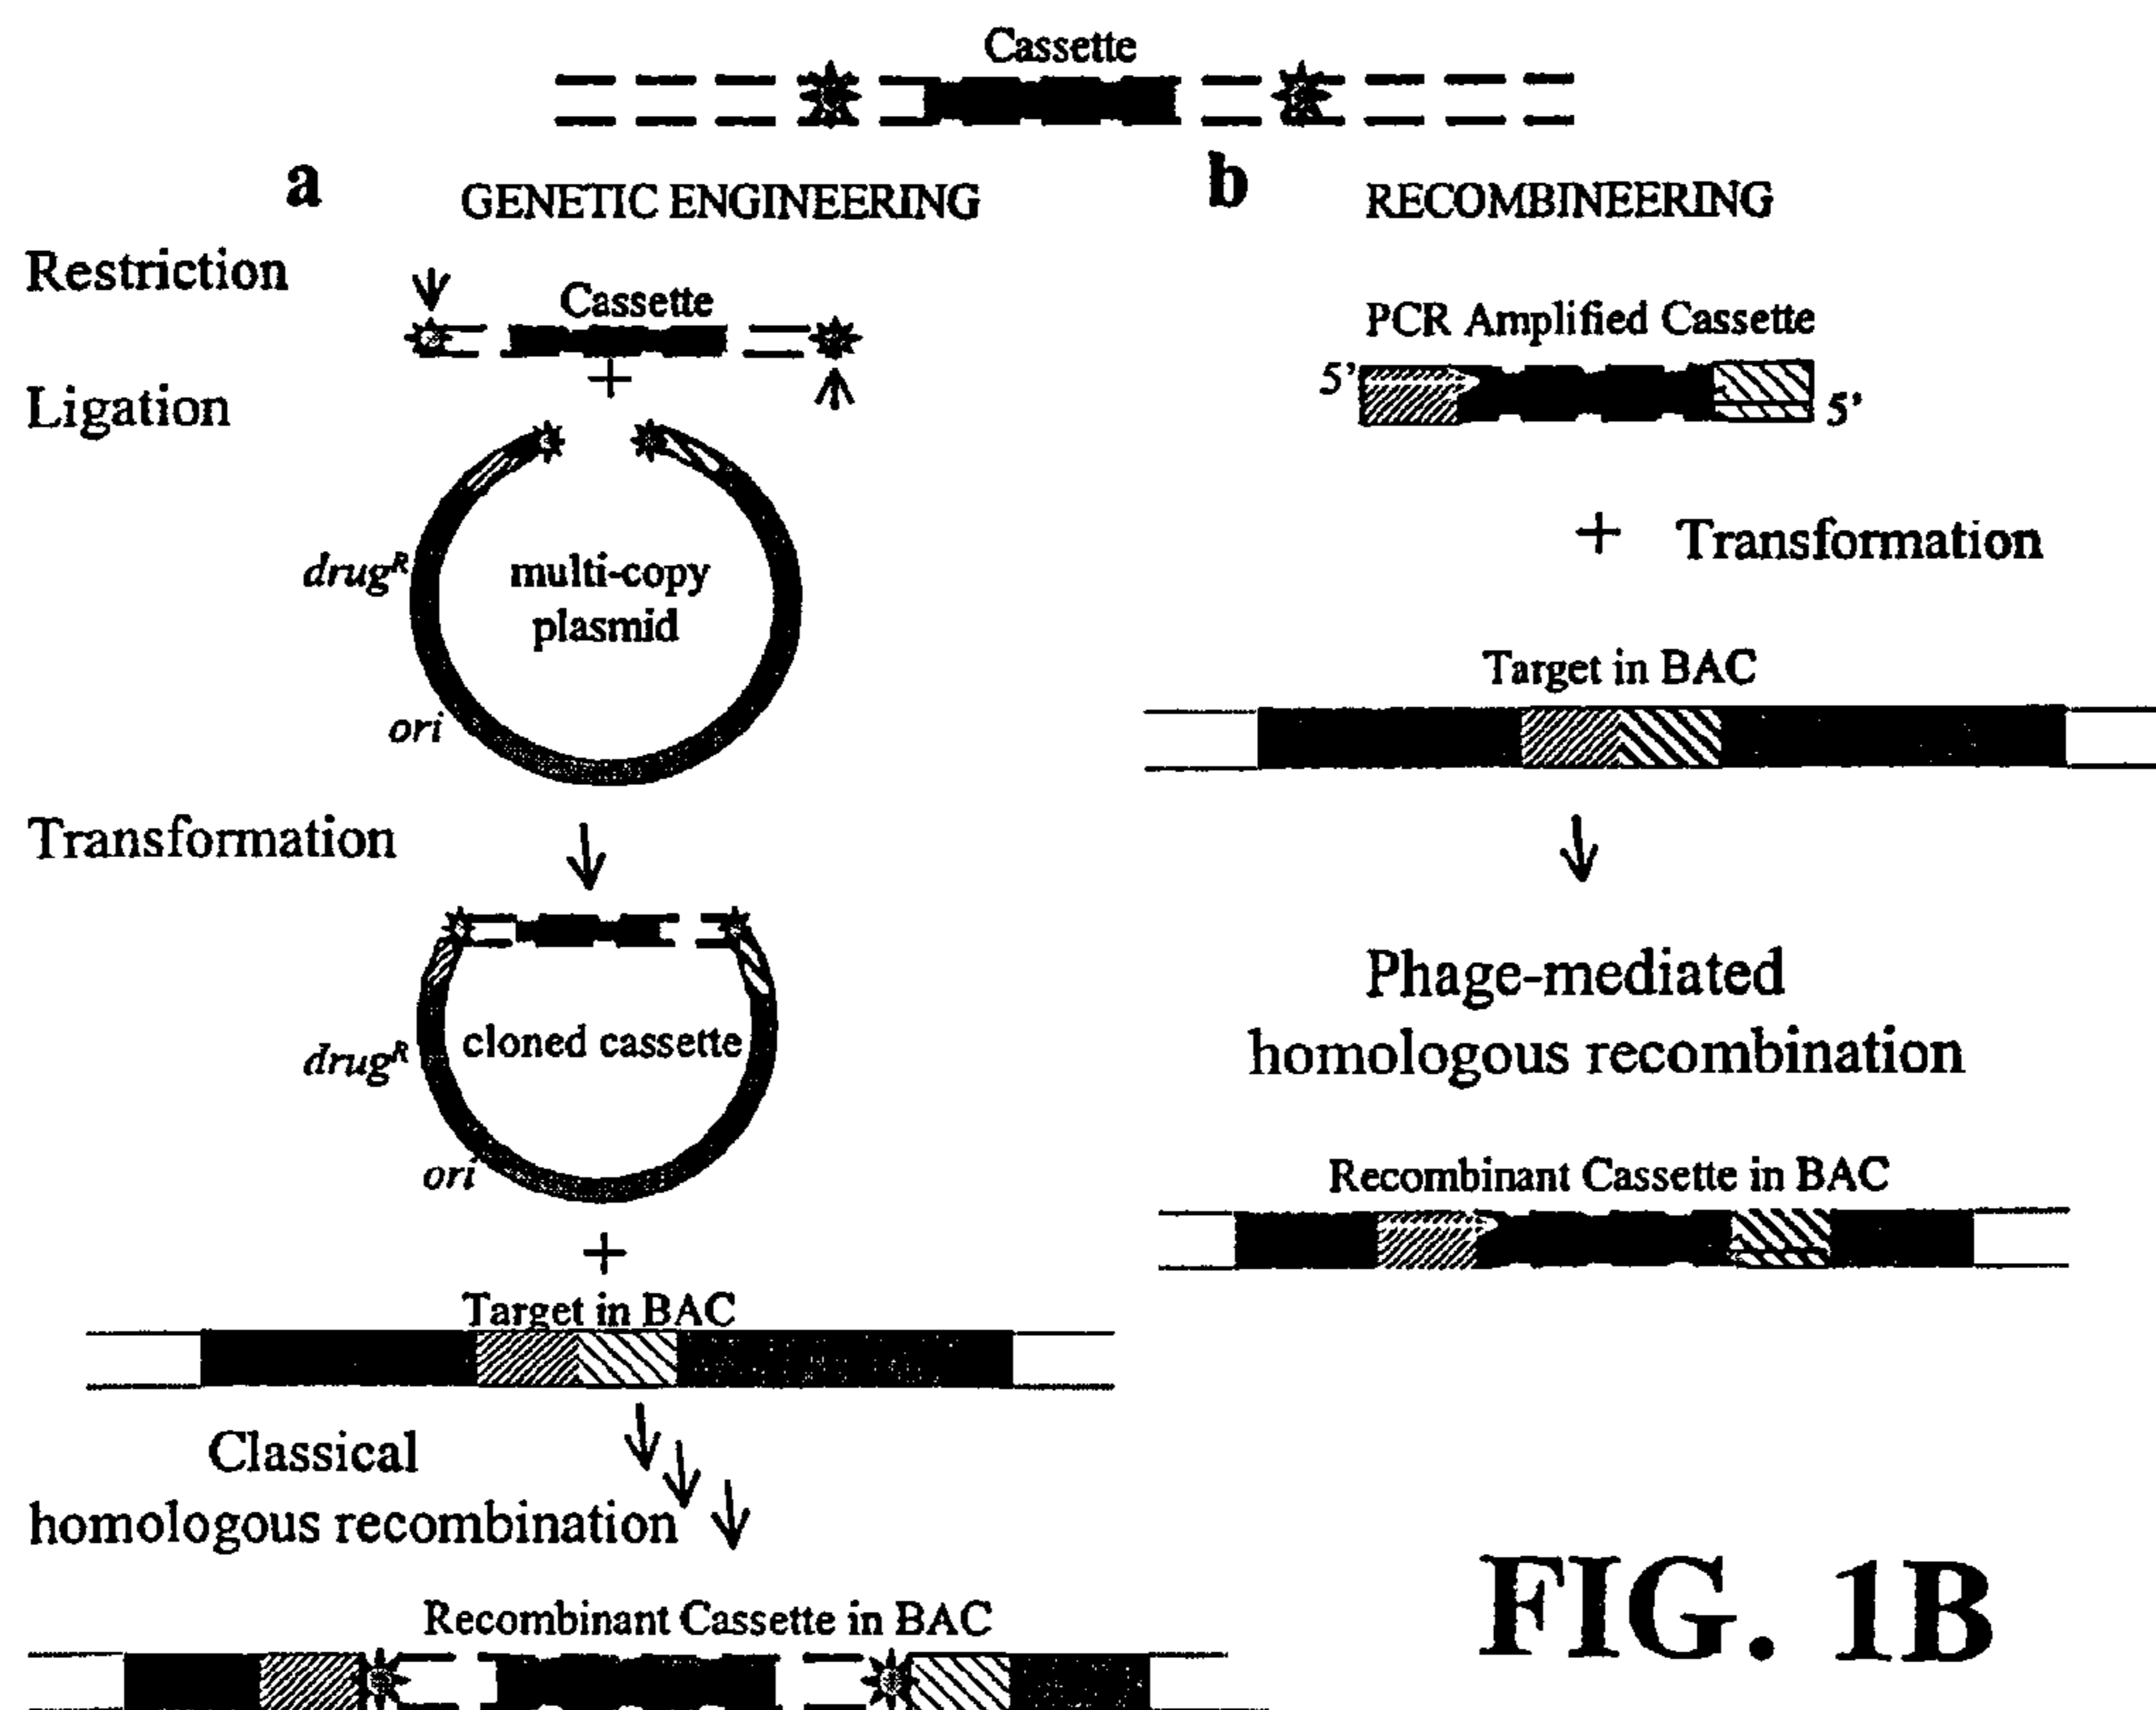 Cassette
a
GENETIC ENGINEERING
Restriction
Cassette
+
Ligation
drugR
multi-copy
plasmid
ori
Transformation
drugR
cloned cassette
ori
+
Target in BAC
Classical
homologous recombination
Recombinant Cassette in BAC
b
RECOMBINEERING
PCR Amplified Cassette
5'
5'
+ Transformation
Target in BAC
Phage-mediated
homologous recombination
Recombinant Cassette in BAC
FIG. 1B